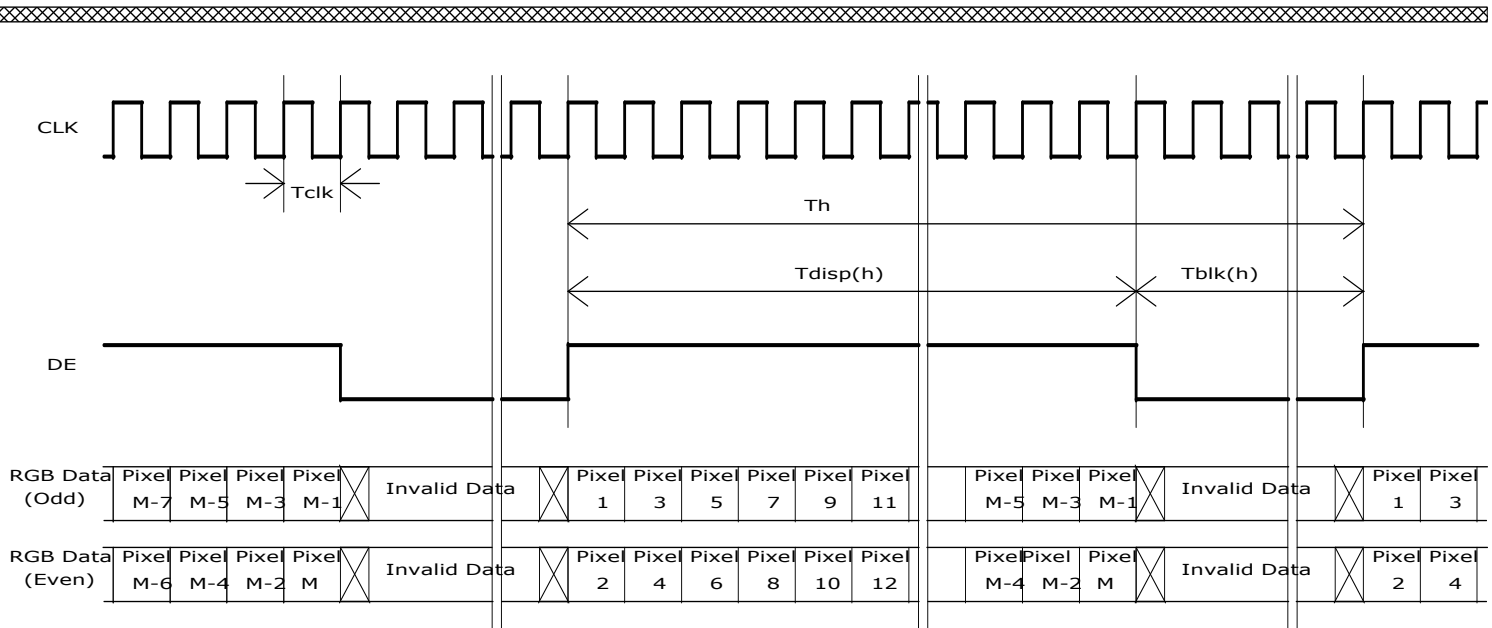 CLK
Tclk
Th
Tdisp(h) Tblk(h)
DE
RGB Data (Odd) Pixel M-7 Pixel M-5 Pixel M-3 Pixel M-1 Invalid Data Pixel 1 Pixel 3 Pixel 5 Pixel 7 Pixel 9 Pixel 11 Pixel M-5 Pixel M-3 Pixel M-1 Invalid Data Pixel 1 Pixel 3
RGB Data (Even) Pixel M-6 Pixel M-4 Pixel M-2 Pixel M Invalid Data Pixel 2 Pixel 4 Pixel 6 Pixel 8 Pixel 10 Pixel 12 Pixel M-4 Pixel M-2 Pixel M Invalid Data Pixel 2 Pixel 4